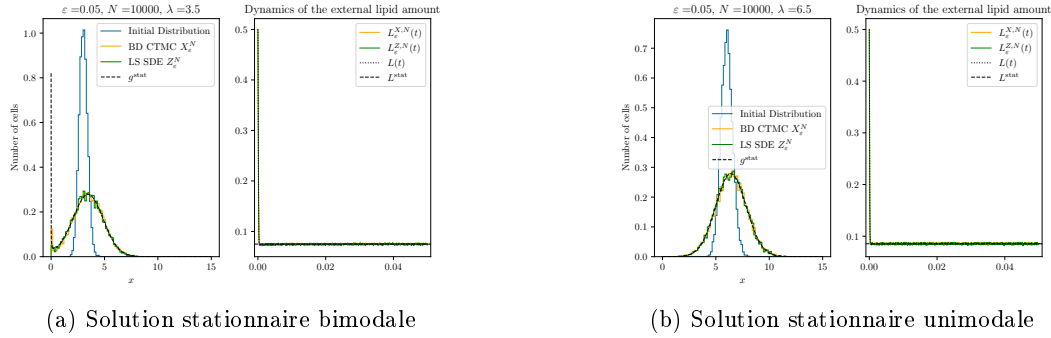 ε =0.05, N =10000, λ =3.5
Number of cells
1.0
0.8
0.6
0.4
0.2
0.0
0
5
10
15
x
Initial Distribution
BD CTMC X_ε^N
LS SDE Z_ε^N
g^stat
Dynamics of the external lipid amount
0.5
0.4
0.3
0.2
0.1
0.00
0.02
0.04
L_ε^{X,N}(t)
L_ε^{Z,N}(t)
L(t)
L^stat
(a) Solution stationnaire bimodale
ε =0.05, N =10000, λ =6.5
Number of cells
0.7
0.6
0.5
0.4
0.3
0.2
0.1
0.0
0
5
10
15
x
Initial Distribution
BD CTMC X_ε^N
LS SDE Z_ε^N
g^stat
Dynamics of the external lipid amount
0.5
0.4
0.3
0.2
0.1
0.00
0.02
0.04
L_ε^{X,N}(t)
L_ε^{Z,N}(t)
L(t)
L^stat
(b) Solution stationnaire unimodale